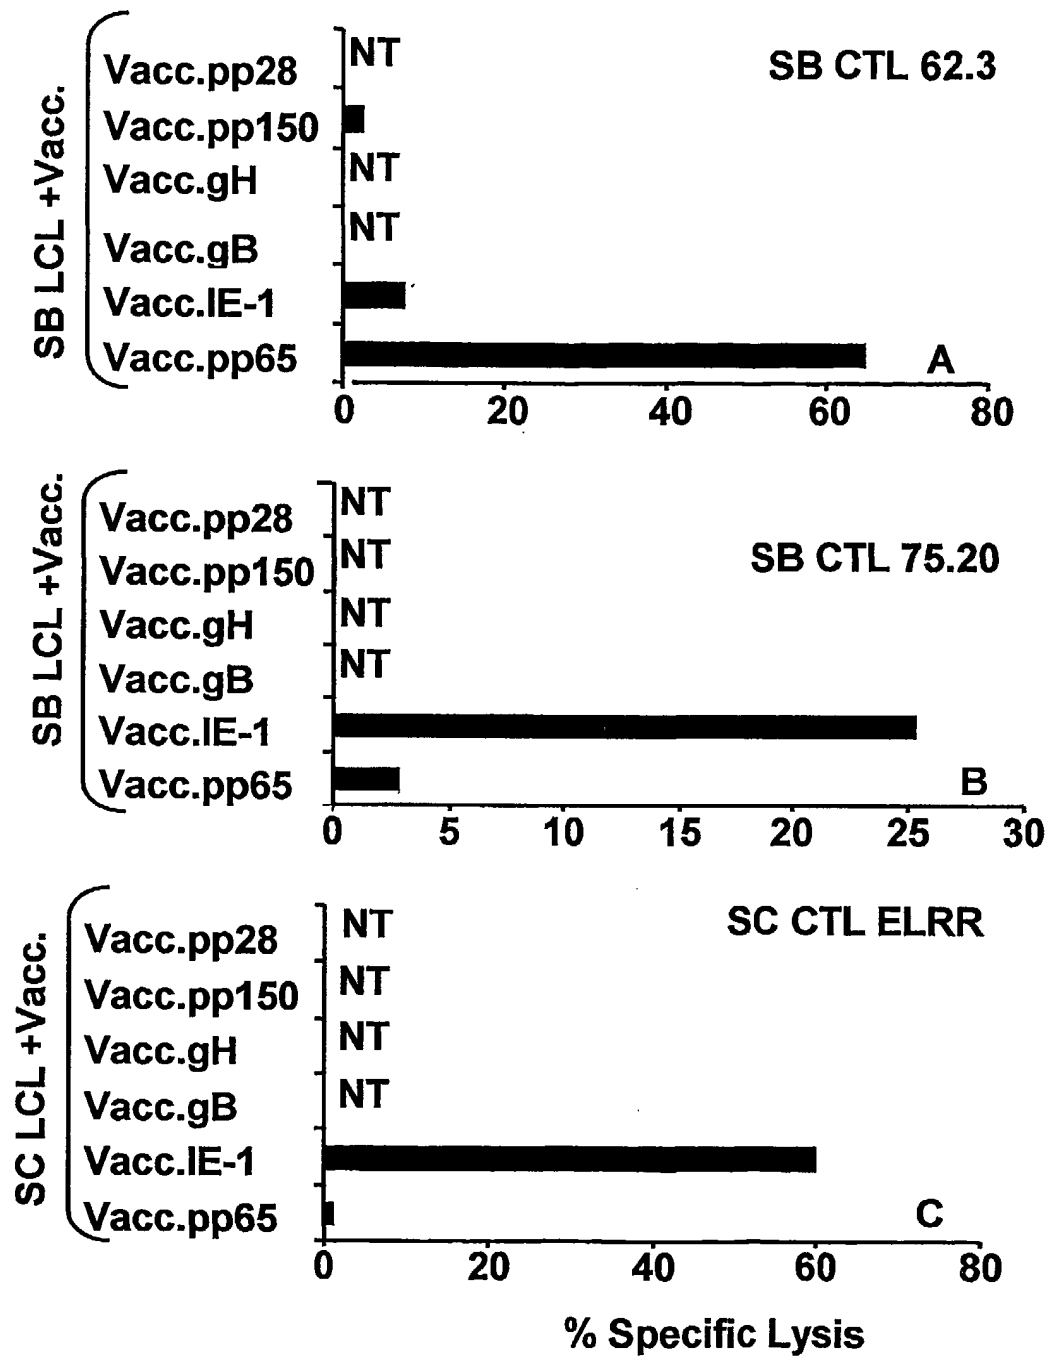 SB LCL +Vacc.
Vacc.pp28 NT
SB CTL 62.3
Vacc.pp150
Vacc.gH NT
Vacc.gB NT
Vacc.IE-1
Vacc.pp65
A
0 20 40 60 80
SB LCL +Vacc.
Vacc.pp28 NT
Vacc.pp150 NT
SB CTL 75.20
Vacc.gH NT
Vacc.gB NT
Vacc.IE-1
Vacc.pp65
B
0 5 10 15 20 25 30
SC LCL +Vacc.
Vacc.pp28 NT
SC CTL ELRR
Vacc.pp150 NT
Vacc.gH NT
Vacc.gB NT
Vacc.IE-1
Vacc.pp65
C
0 20 40 60 80
% Specific Lysis